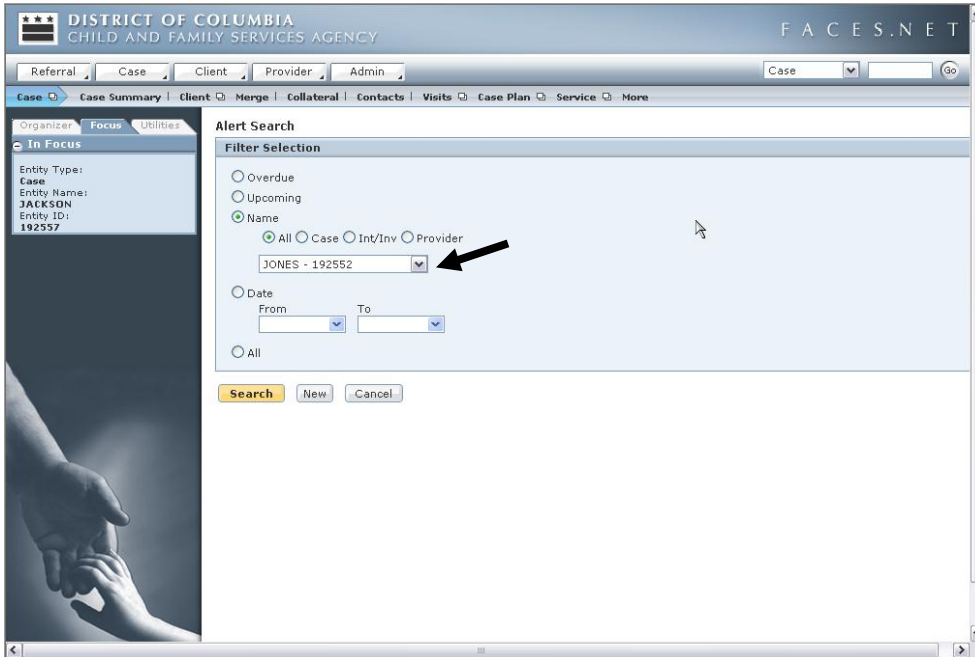 DISTRICT OF COLUMBIA
CHILD AND FAMILY SERVICES AGENCY
FACES.NET
Referral Case Client Provider Admin Case Go
Case Case Summary | Client Merge | Collateral | Contacts | Visits Case Plan Service More
Organizer Focus Utilities
In Focus
Entity Type:
Case
Entity Name:
JACKSON
Entity ID:
192557
Alert Search
Filter Selection
Overdue
Upcoming
Name
All Case Int/Inv Provider
JONES - 192552
Date
From To
All
Search New Cancel